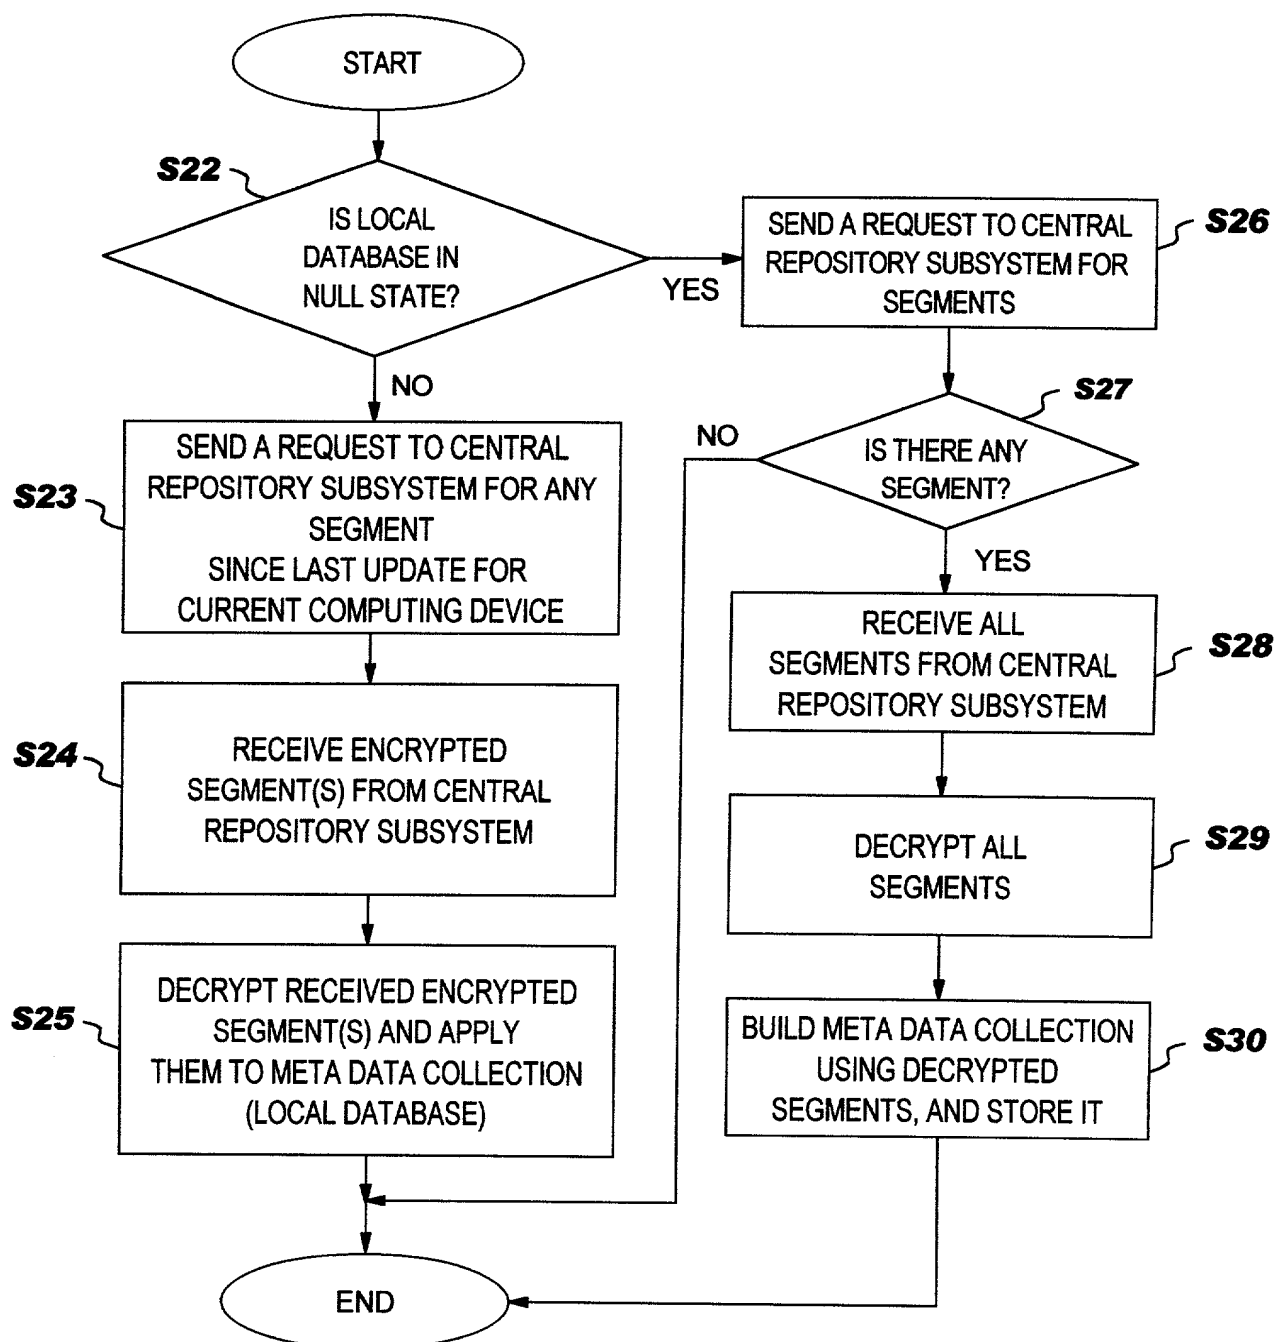 START
S22
IS LOCAL
DATABASE IN
NULL STATE?
YES
NO
S23
SEND A REQUEST TO CENTRAL
REPOSITORY SUBSYSTEM FOR ANY
SEGMENT
SINCE LAST UPDATE FOR
CURRENT COMPUTING DEVICE
S24
RECEIVE ENCRYPTED
SEGMENT(S) FROM CENTRAL
REPOSITORY SUBSYSTEM
S25
DECRYPT RECEIVED ENCRYPTED
SEGMENT(S) AND APPLY
THEM TO META DATA COLLECTION
(LOCAL DATABASE)
SEND A REQUEST TO CENTRAL
REPOSITORY SUBSYSTEM FOR
SEGMENTS
S26
S27
IS THERE ANY
SEGMENT?
NO
YES
RECEIVE ALL
SEGMENTS FROM CENTRAL
REPOSITORY SUBSYSTEM
S28
DECRYPT ALL
SEGMENTS
S29
BUILD META DATA COLLECTION
USING DECRYPTED
SEGMENTS, AND STORE IT
S30
END